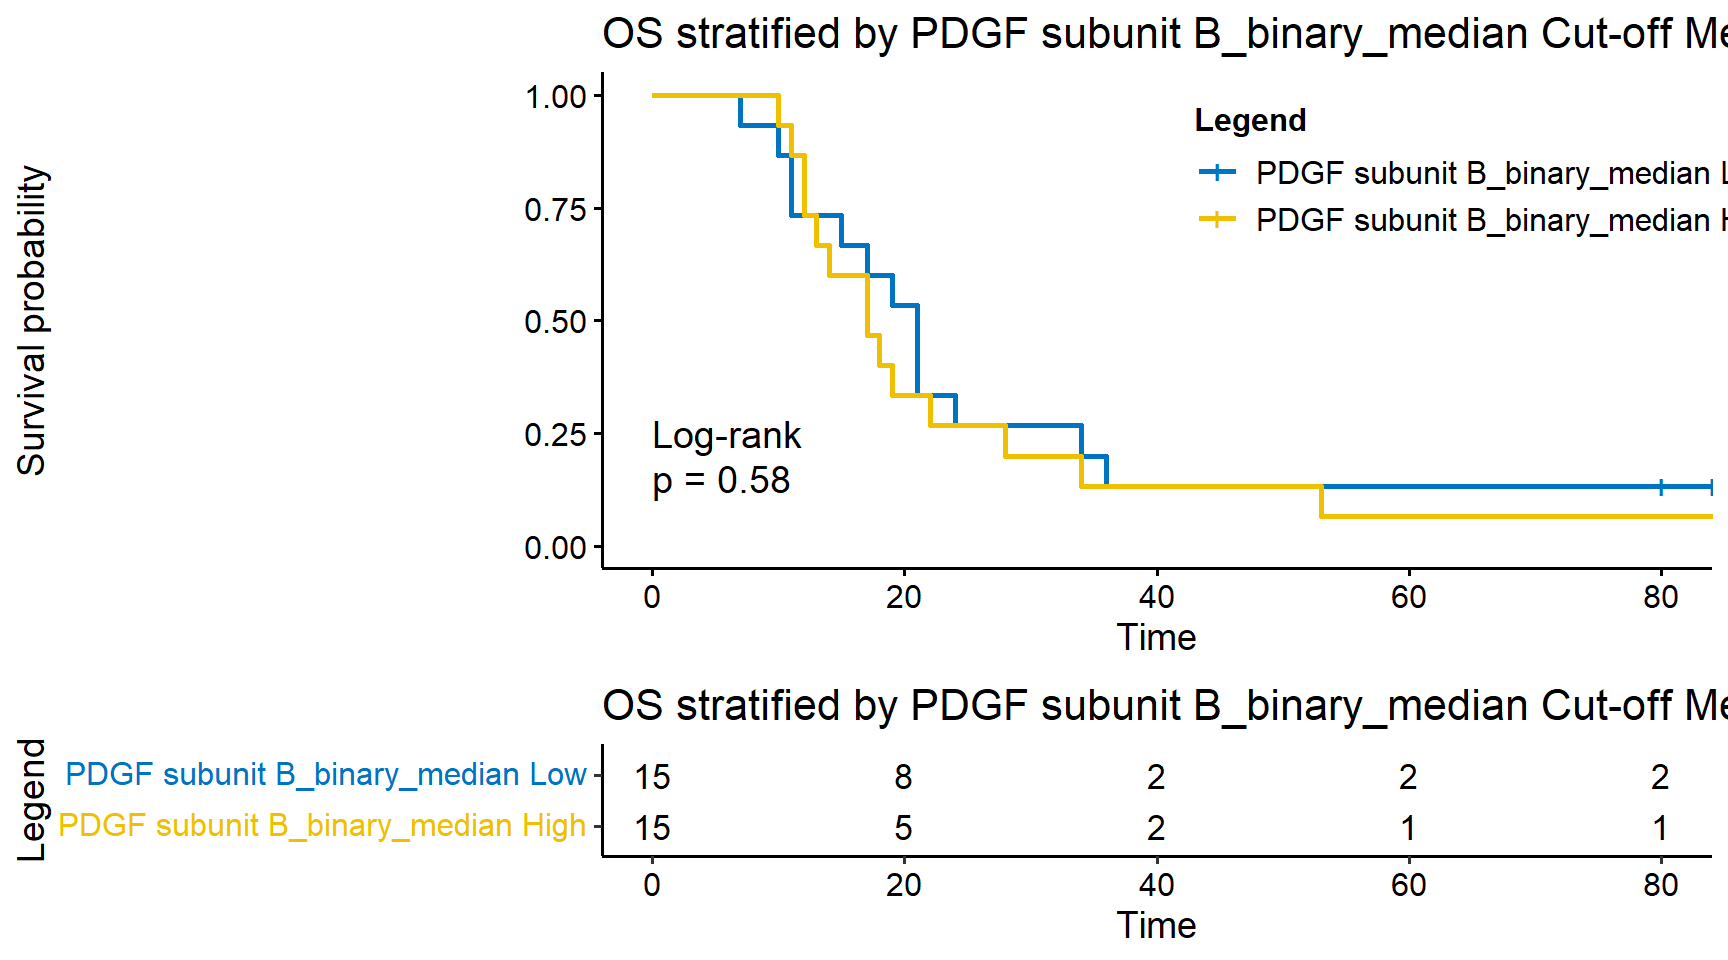 OS stratified by PDGF subunit B_binary_median Cut-off Me
Survival probability
1.00
0.75
0.50
0.25
0.00
Legend
PDGF subunit B_binary_median L
PDGF subunit B_binary_median H
Log-rank
p = 0.58
0 20 40 60 80
Time
OS stratified by PDGF subunit B_binary_median Cut-off Me
Legend
PDGF subunit B_binary_median Low 15 8 2 2 2
PDGF subunit B_binary_median High 15 5 2 1 1
0 20 40 60 80
Time